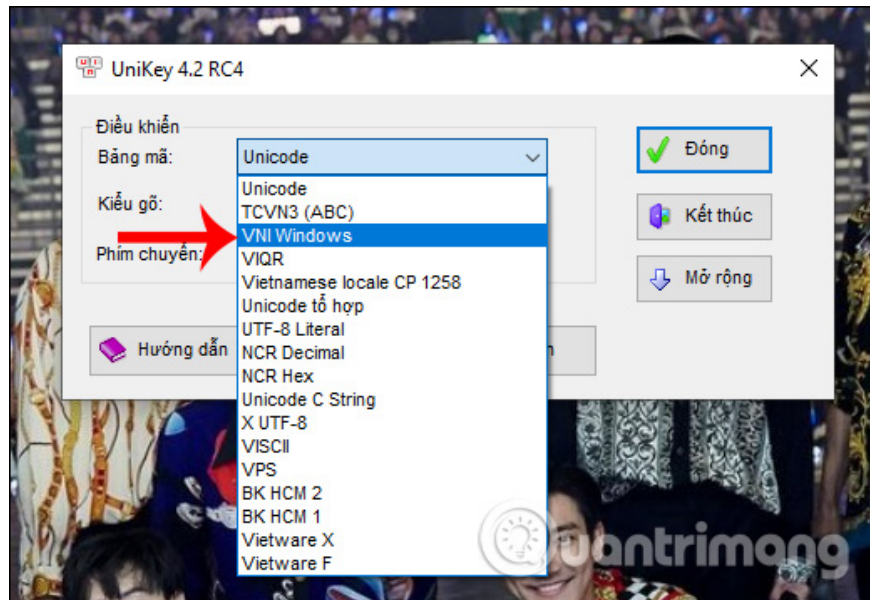 UniKey 4.2 RC4
Điều khiển
Bảng mã:
Unicode
Đóng
Unicode
TCVN3 (ABC)
VNI Windows
VIQR
Vietnamese locale CP 1258
Unicode tổ hợp
UTF-8 Literal
NCR Decimal
NCR Hex
Unicode C String
X UTF-8
VISCII
VPS
BK HCM 2
BK HCM 1
Vietware X
Vietware F
Kiểu gõ:
Kết thúc
Phím chuyển:
Mở rộng
Hướng dẫn
Quantrimang